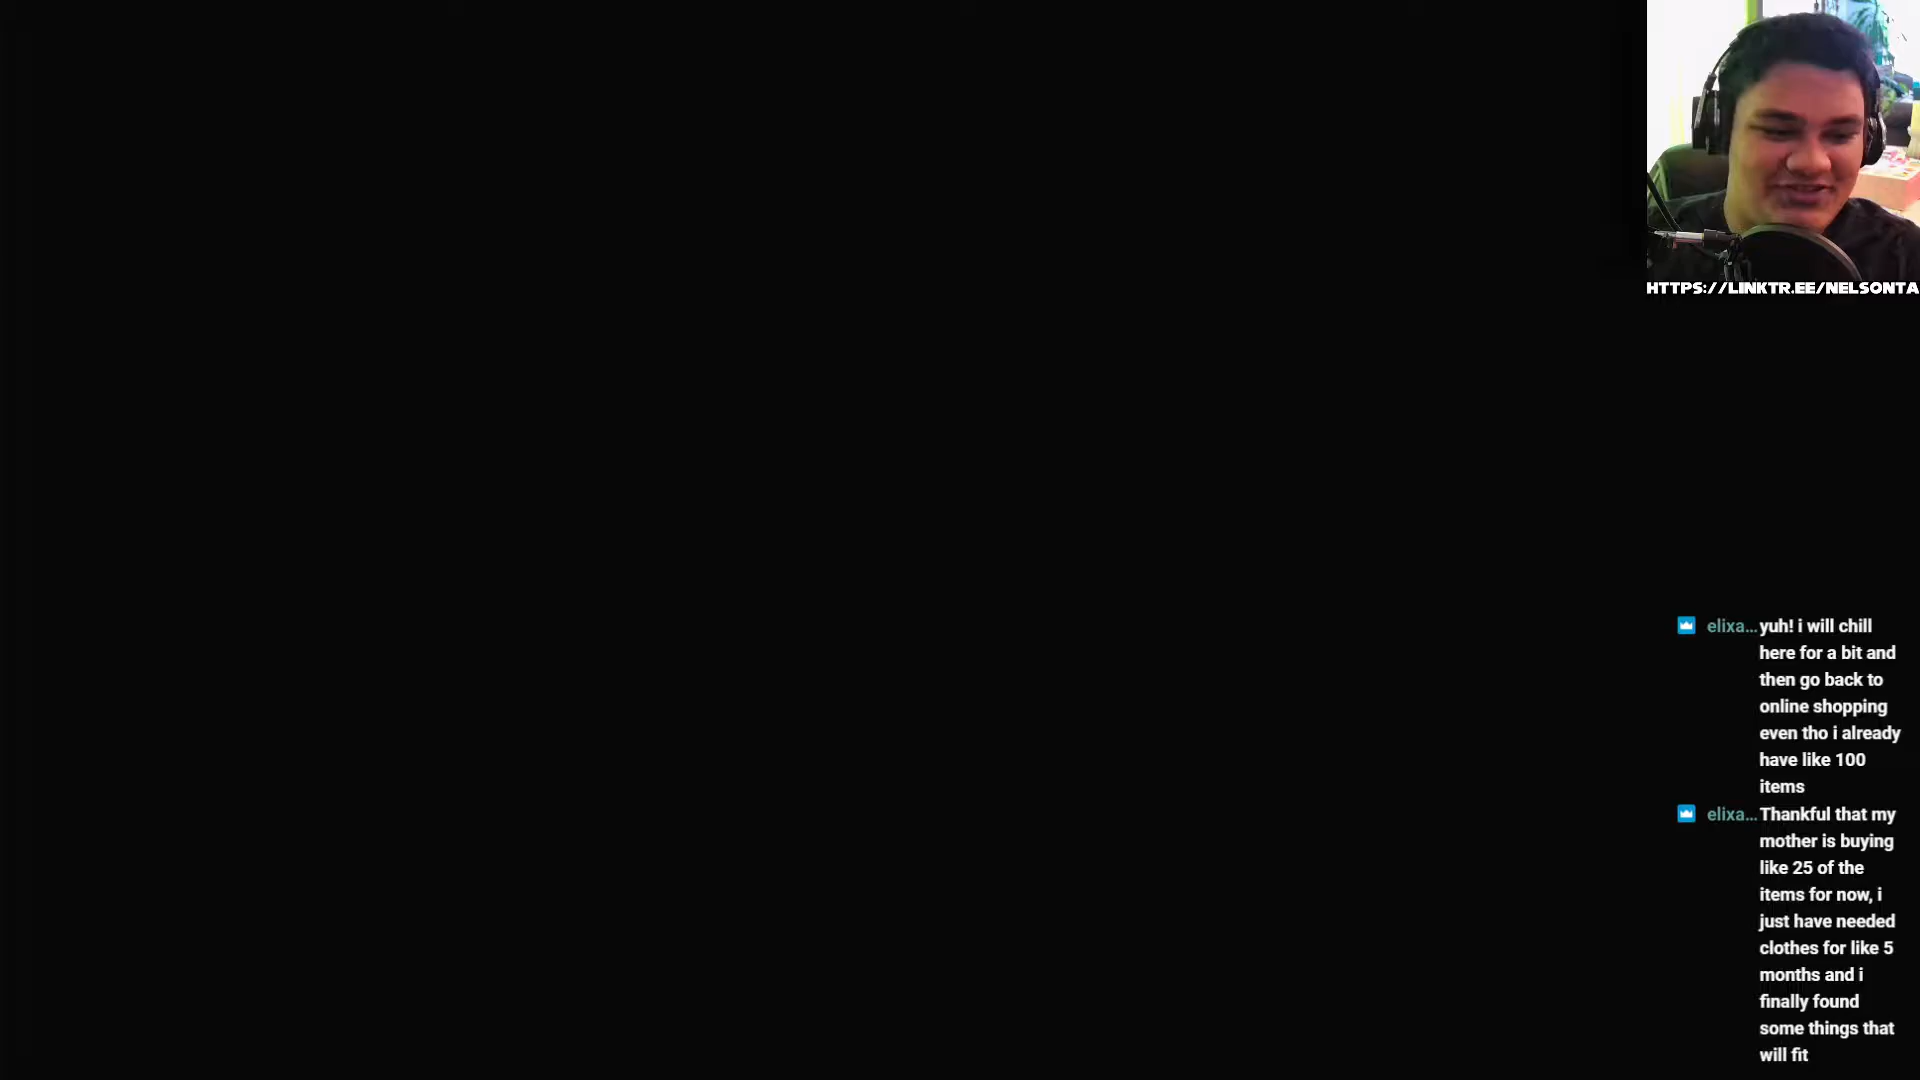 HTTPS://LINKTR.EE/NELSONTA
elixa... yuh! i will chill
here for a bit and
then go back to
online shopping
even tho i already
have like 100
items
elixa... Thankful that my
mother is buying
like 25 of the
items for now, i
just have needed
clothes for like 5
months and i
finally found
some things that
will fit